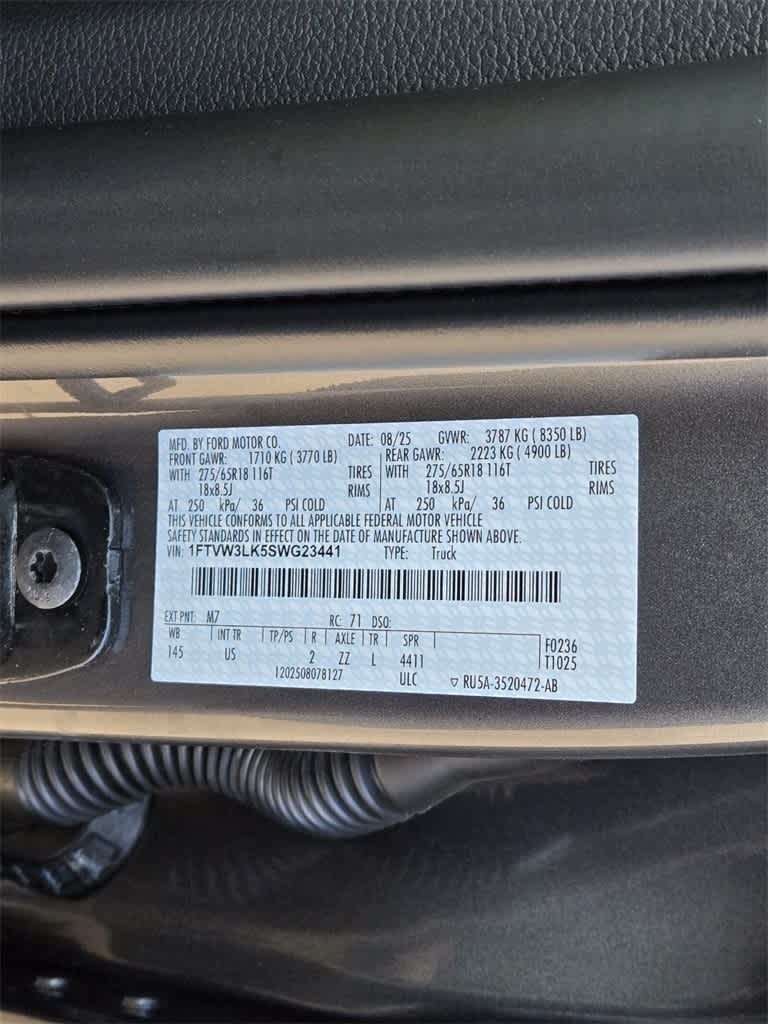 MFD. BY FORD MOTOR CO. DATE: 08/25 GVWR: 3787 KG ( 8350 LB)
FRONT GAWR: 1710 KG ( 3770 LB) REAR GAWR: 2223 KG ( 4900 LB)
WITH 275/65R18 116T TIRES WITH 275/65R18 116T TIRES
18x8.5J RIMS 18x8.5J RIMS
AT 250 kPa/ 36 PSI COLD AT 250 kPa/ 36 PSI COLD
THIS VEHICLE CONFORMS TO ALL APPLICABLE FEDERAL MOTOR VEHICLE
SAFETY STANDARDS IN EFFECT ON THE DATE OF MANUFACTURE SHOWN ABOVE.
VIN: 1FTVW3LK5SWG23441 TYPE: Truck
EXT PNT: M7 RC: 71 DSO:
WB INT TR TP/PS R AXLE TR SPR F0236
145 US 2 ZZ L 4411 T1025
1202508078127 ULC ▽ RU5A-3520472-AB